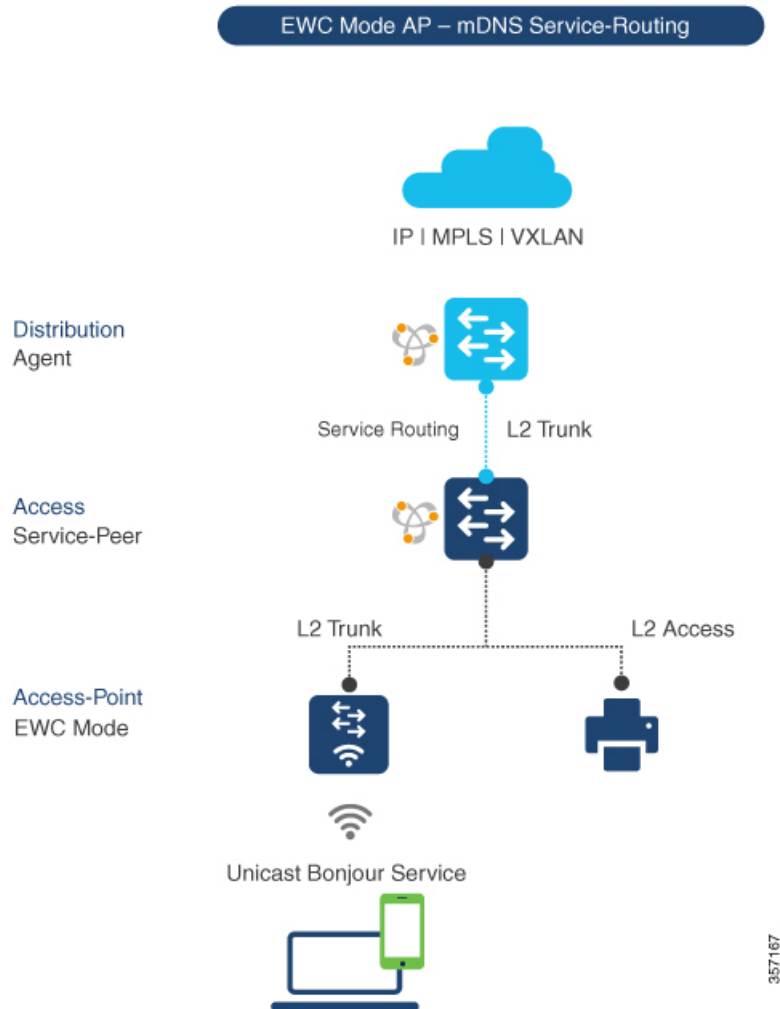 EWC Mode AP – mDNS Service-Routing
IP | MPLS | VXLAN
Distribution
Agent
Service Routing
L2 Trunk
Access
Service-Peer
L2 Trunk
L2 Access
Access-Point
EWC Mode
Unicast Bonjour Service
357167